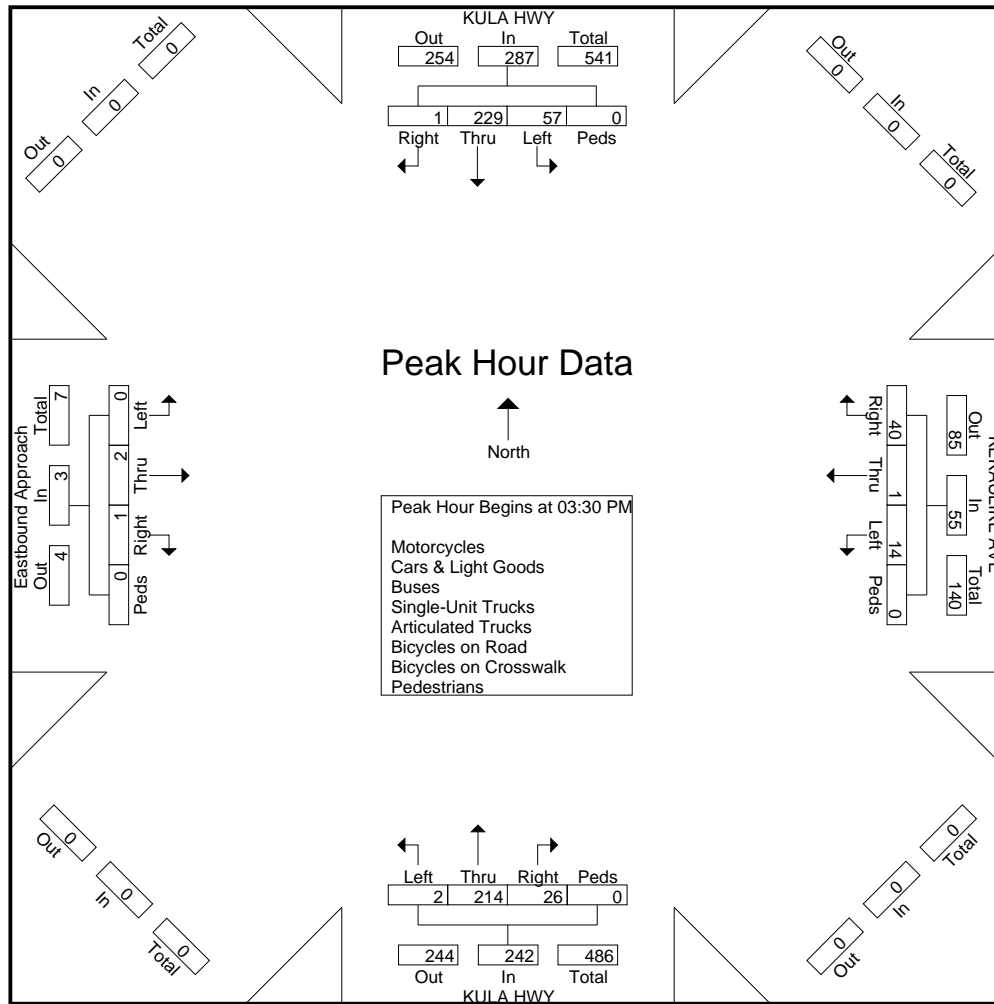 KULA HWY
Out In Total
254 287 541
1 229 57 0
Right Thru Left Peds
Total
0
In
0
Out
0
Out
0
In
0
Total
0
Peak Hour Data
North
Peak Hour Begins at 03:30 PM
Motorcycles
Cars & Light Goods
Buses
Single-Unit Trucks
Articulated Trucks
Bicycles on Road
Bicycles on Crosswalk
Pedestrians
Eastbound Approach
Out In Total
4 3 7
0 1 2 0
Peds Right Thru Left
Out In Total
85 55 140
40 1 14 0
Right Thru Left Peds
Left Thru Right Peds
2 214 26 0
244 242 486
Out In Total
KULA HWY
0
Out
0
In
0
Total
0
Total
0
In
0
Out